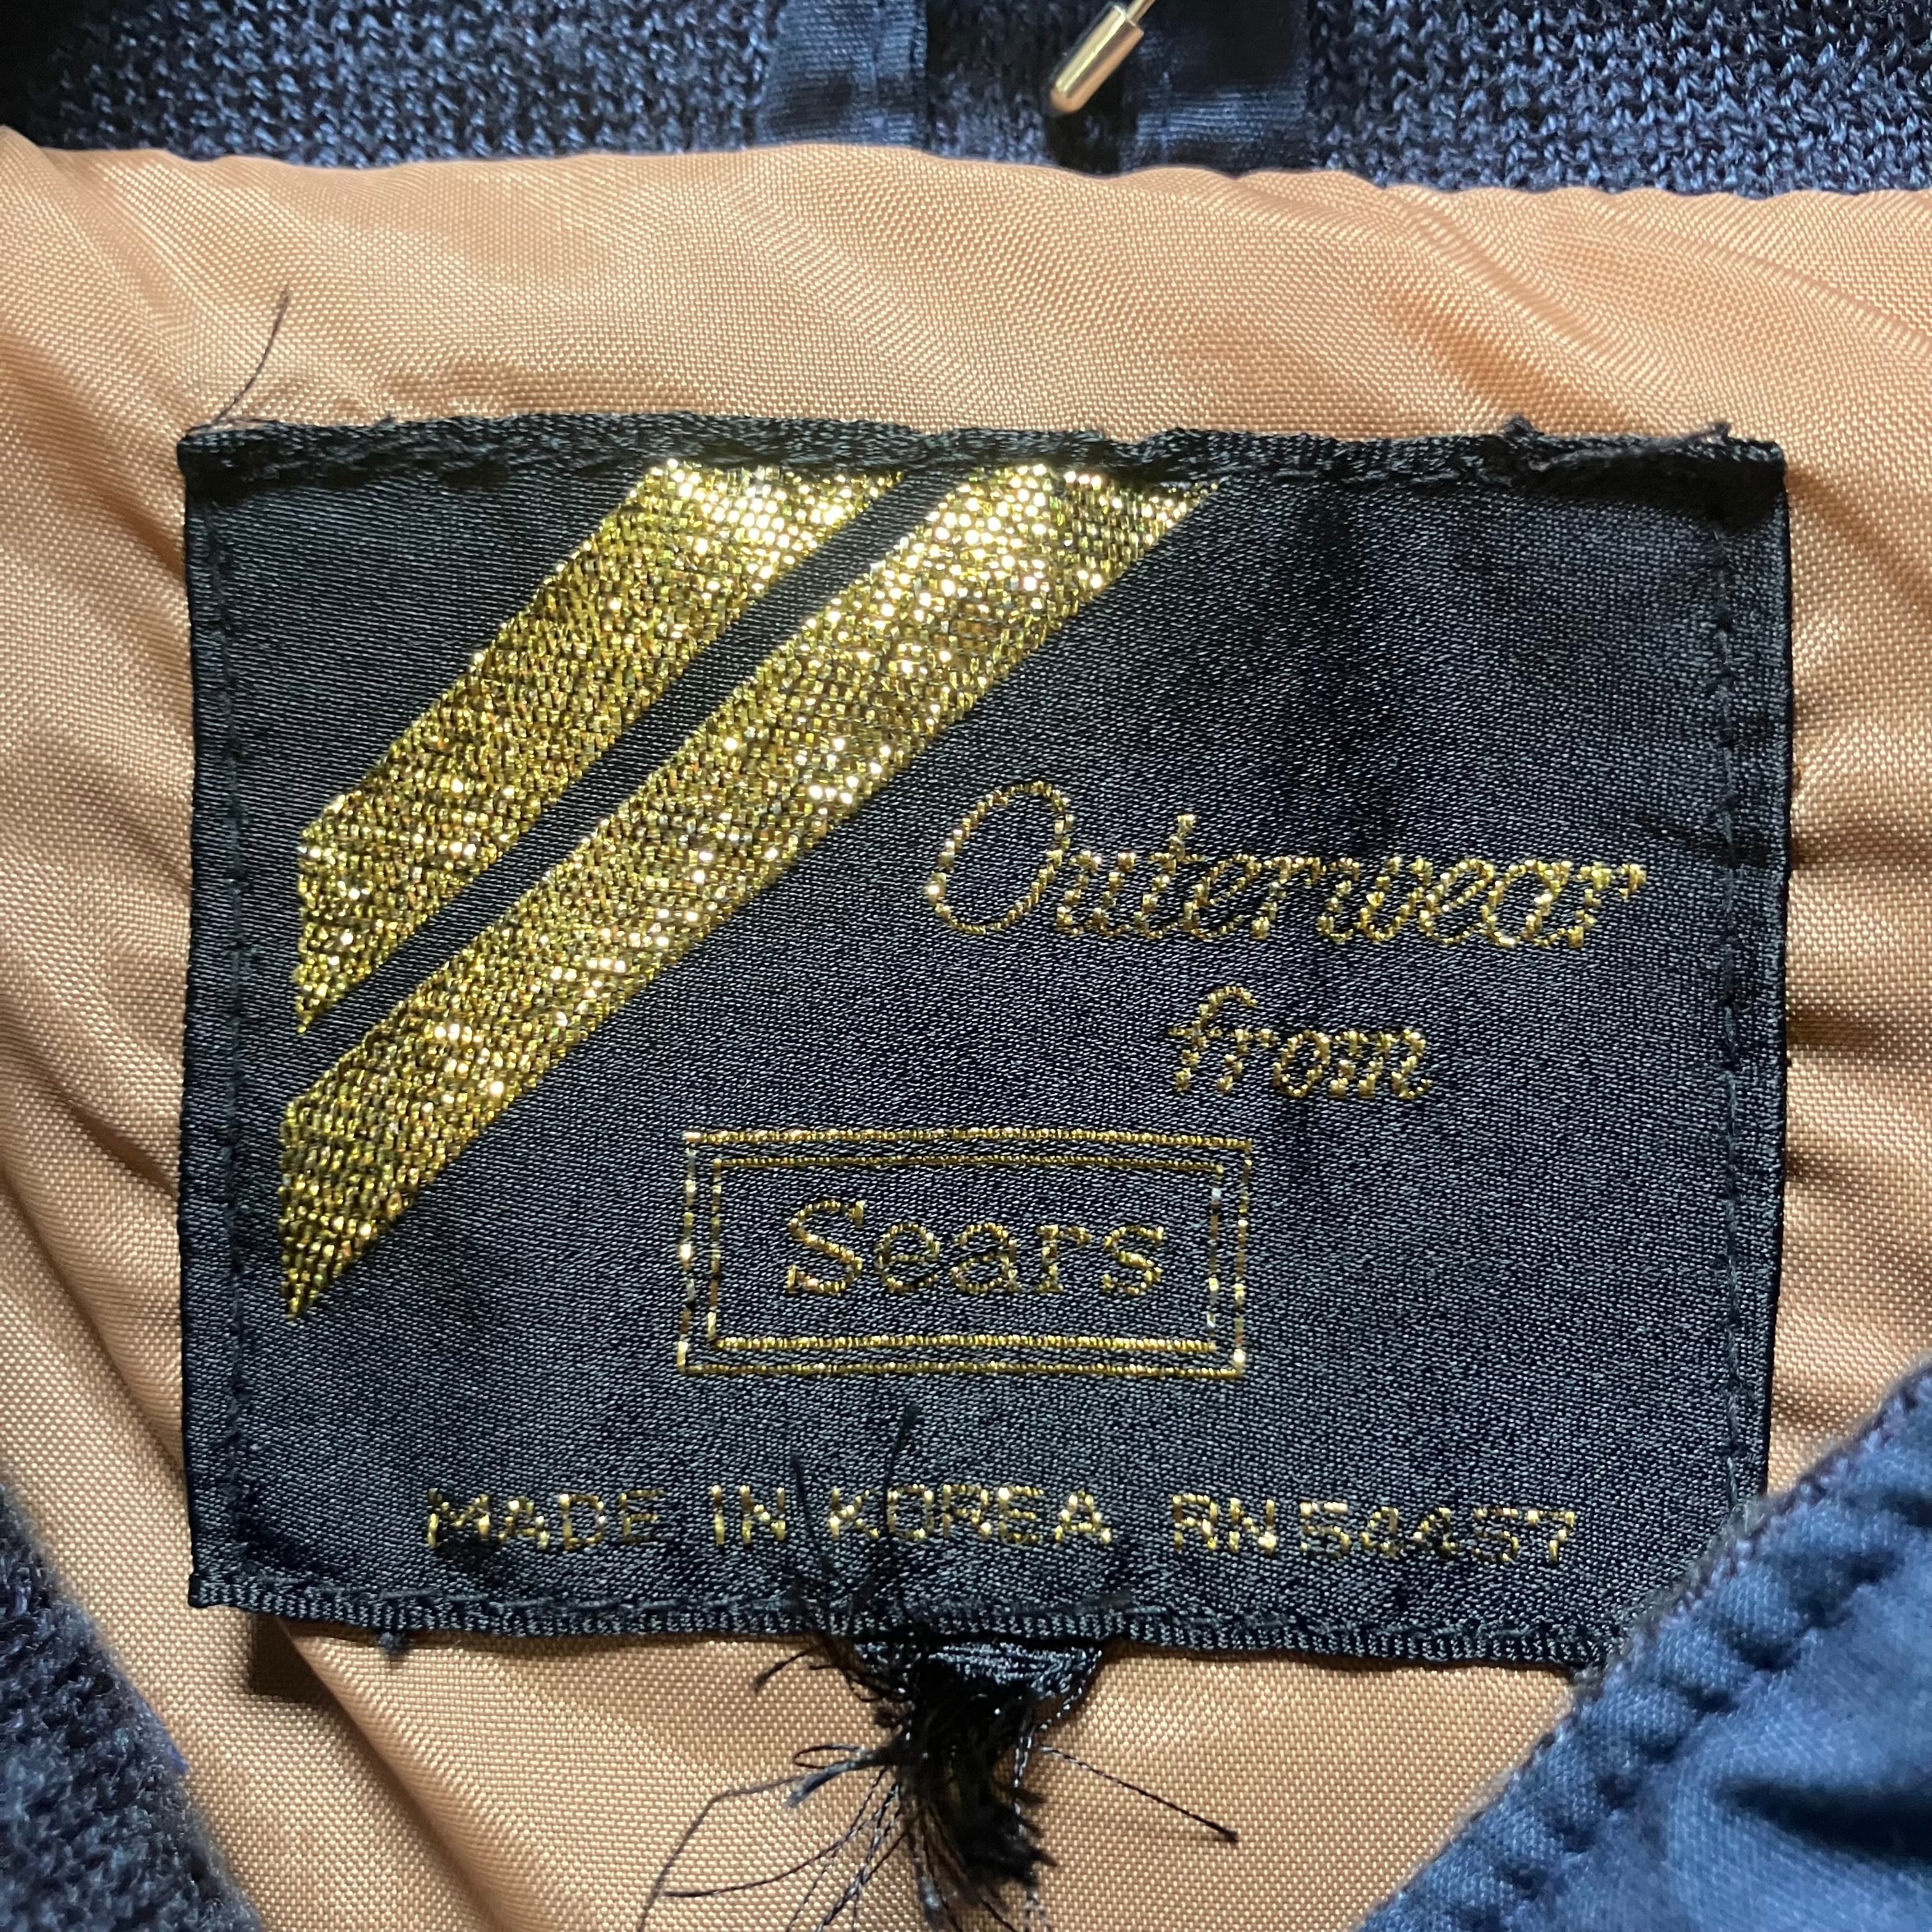 Outerwear
from
Sears
MADE IN KOREA RN 54457